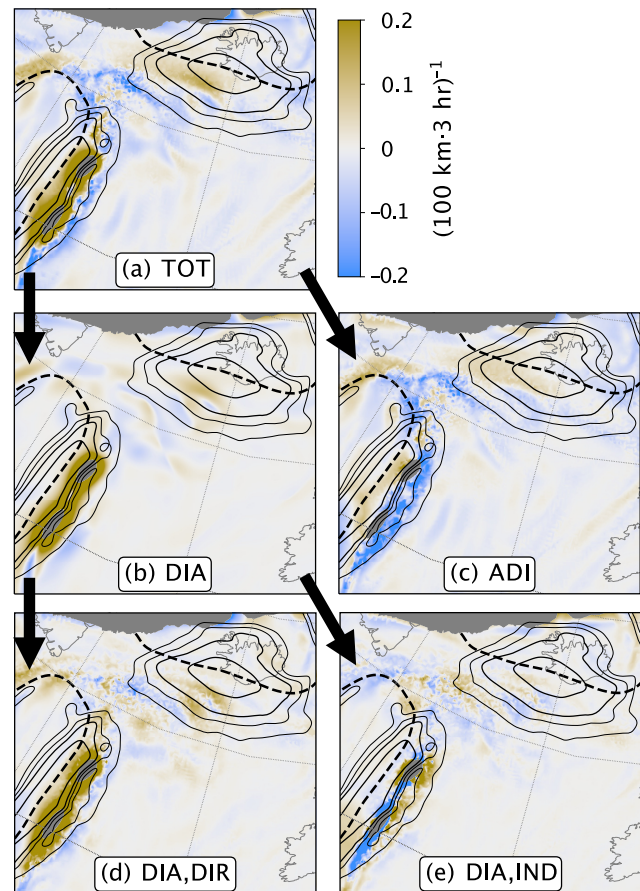 0.2
0.1
0
−0.1
−0.2
(100 km·3 hr)⁻¹
(a) TOT
(b) DIA
(c) ADI
(d) DIA,DIR
(e) DIA,IND